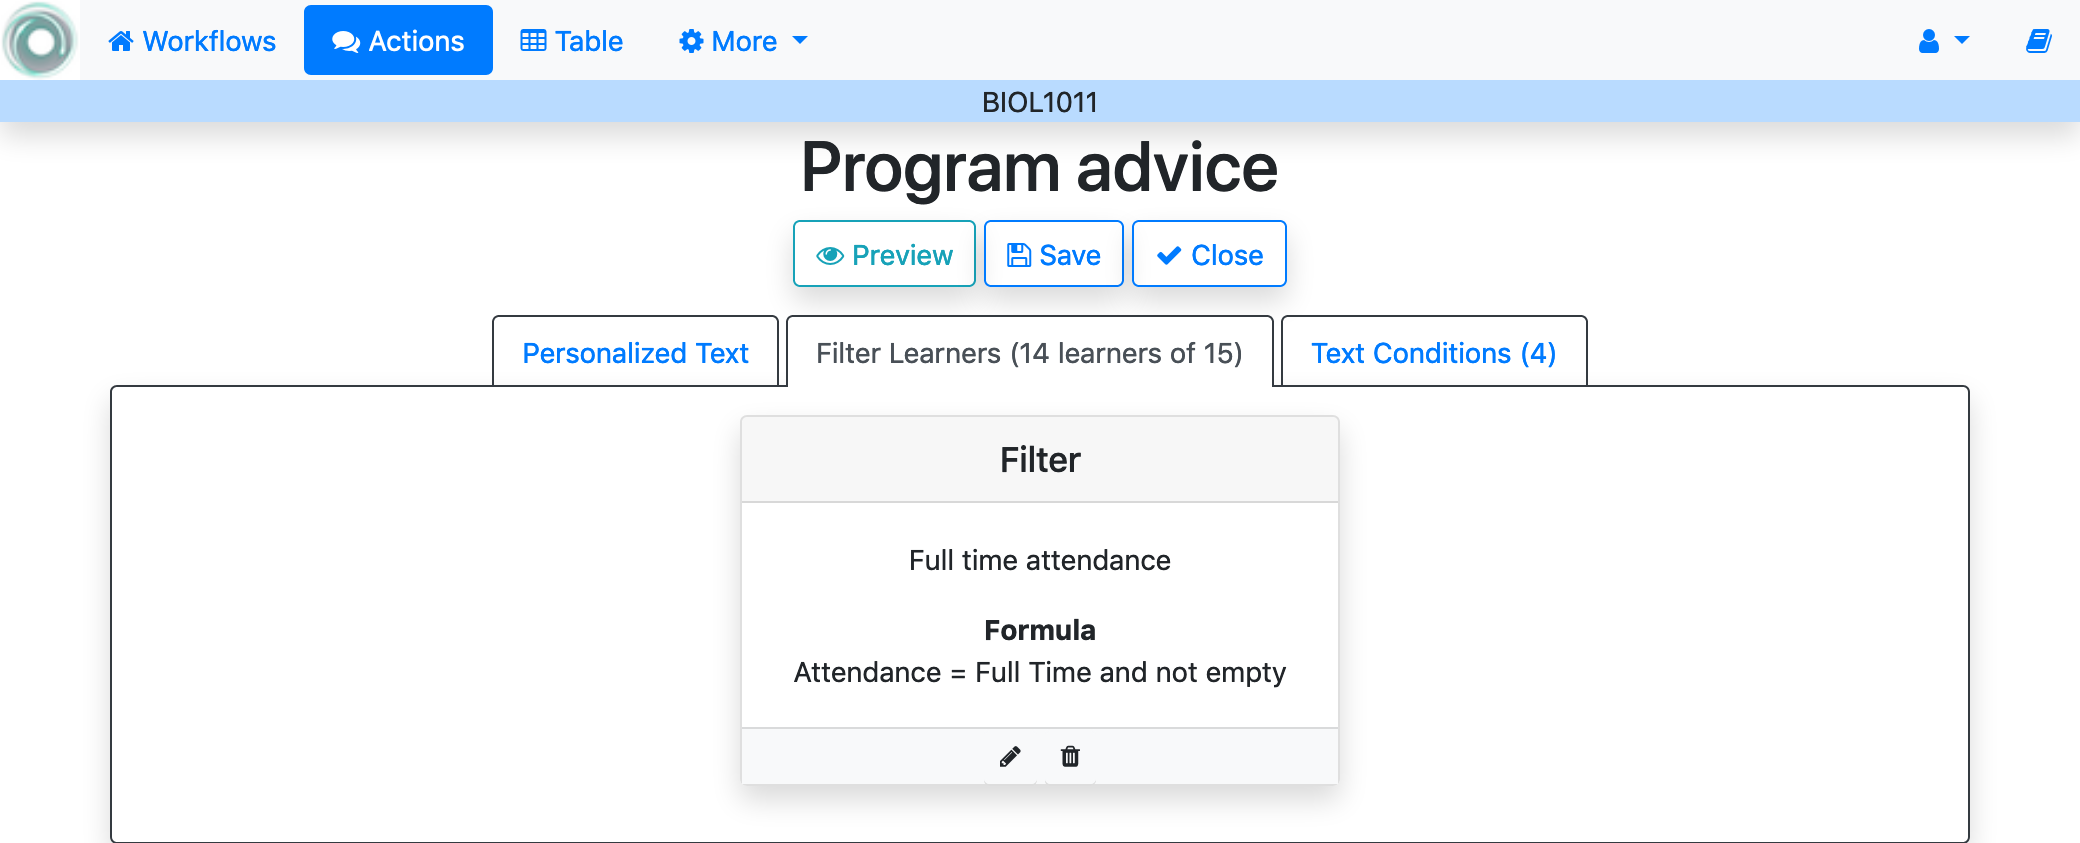 Workflows Actions Table More
BIOL1011
Program advice
Preview Save Close
Personalized Text Filter Learners (14 learners of 15) Text Conditions (4)
Filter
Full time attendance
Formula
Attendance = Full Time and not empty